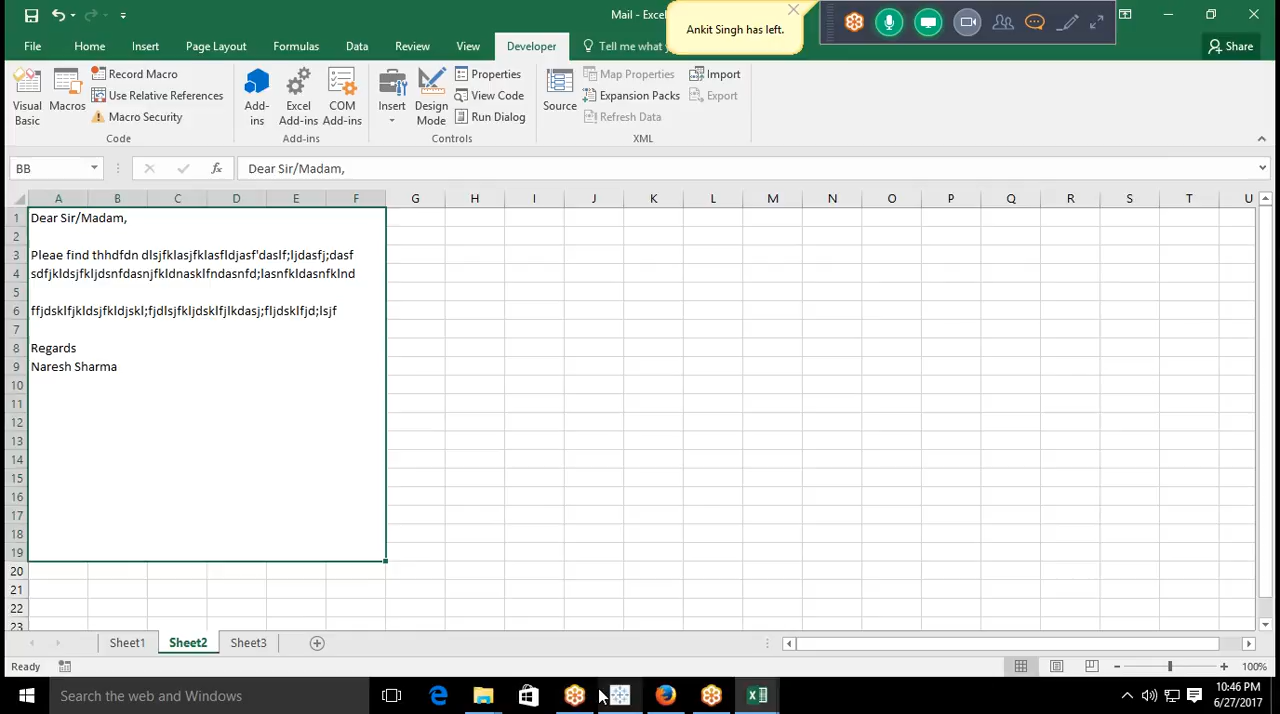 Mail - Excel
Ankit Singh has left.
File Home Insert Page Layout Formulas Data Review View Developer Tell me what Share
Visual Basic
Macros
Record Macro
Use Relative References
Macro Security
Code
Add-ins
Excel Add-ins
COM Add-ins
Add-ins
Insert
Design Mode
Properties
View Code
Run Dialog
Controls
Source
Map Properties
Expansion Packs
Refresh Data
Import
Export
XML
BB fx Dear Sir/Madam,
A B C D E F G H I J K L M N O P Q R S T U
1 Dear Sir/Madam,
2
3 Pleae find thhdfdn dlsjfklasjfklasfldjasf'daslf;ljdasfj;dasf
4 sdfjkldsjfkljdsnfdasnjfkldnasklfndasnfd;lasnfkldasnfklnd
5
6 ffjdsklfjkldsjfkldjskl;fjdlsjfkljdsklfjlkdasj;fljdsklfjd;lsjf
7
8 Regards
9 Naresh Sharma
10
11
12
13
14
15
16
17
18
19
20
21
22
23
Sheet1 Sheet2 Sheet3
Ready 100%
Search the web and Windows
10:46 PM
6/27/2017